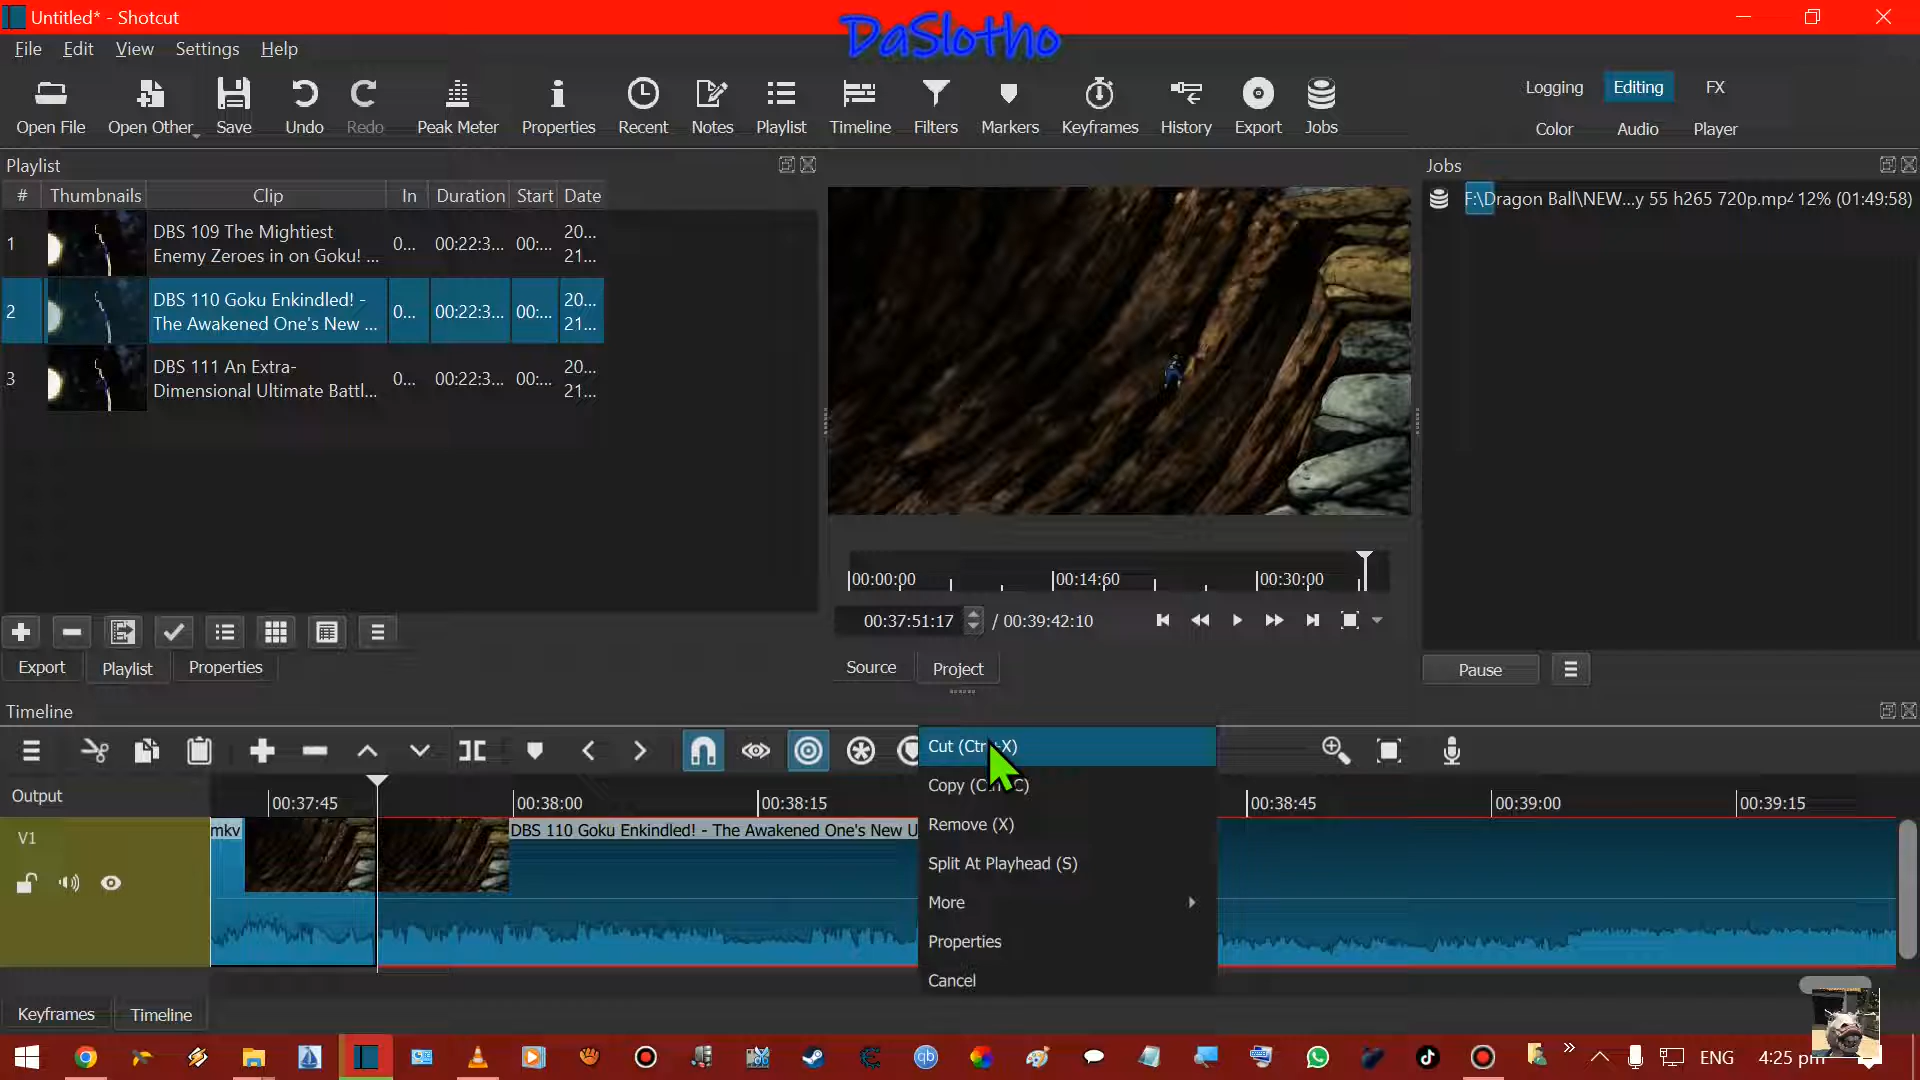 Untitled* - Shotcut
DaSlotho
File Edit View Settings Help
Open File Open Other Save Undo Redo Peak Meter Properties Recent Notes Playlist Timeline Filters Markers Keyframes History Export Jobs
Logging Editing FX
Color Audio Player
Playlist
# Thumbnails Clip In Duration Start Date
1 DBS 109 The Mightiest Enemy Zeroes in on Goku! ... 0... 00:22:3... 00:... 20... 21...
2 DBS 110 Goku Enkindled! - The Awakened One's New ... 0... 00:22:3... 00:... 20... 21...
3 DBS 111 An Extra-Dimensional Ultimate Battl... 0... 00:22:3... 00:... 20... 21...
Jobs
F:\Dragon Ball\NEW...y 55 h265 720p.mp4 12% (01:49:58)
00:00:00 00:14:60 00:30:00
00:37:51:17 / 00:39:42:10
Export Playlist Properties
Source Project
Pause
Timeline
Cut (Ctrl+X)
Copy (Ctrl+C)
Remove (X)
Split At Playhead (S)
More
Properties
Cancel
Output
00:37:45 00:38:00 00:38:15 00:38:45 00:39:00 00:39:15
V1
mkv
DBS 110 Goku Enkindled! - The Awakened One's New U
Keyframes Timeline
ENG 4:25 pm